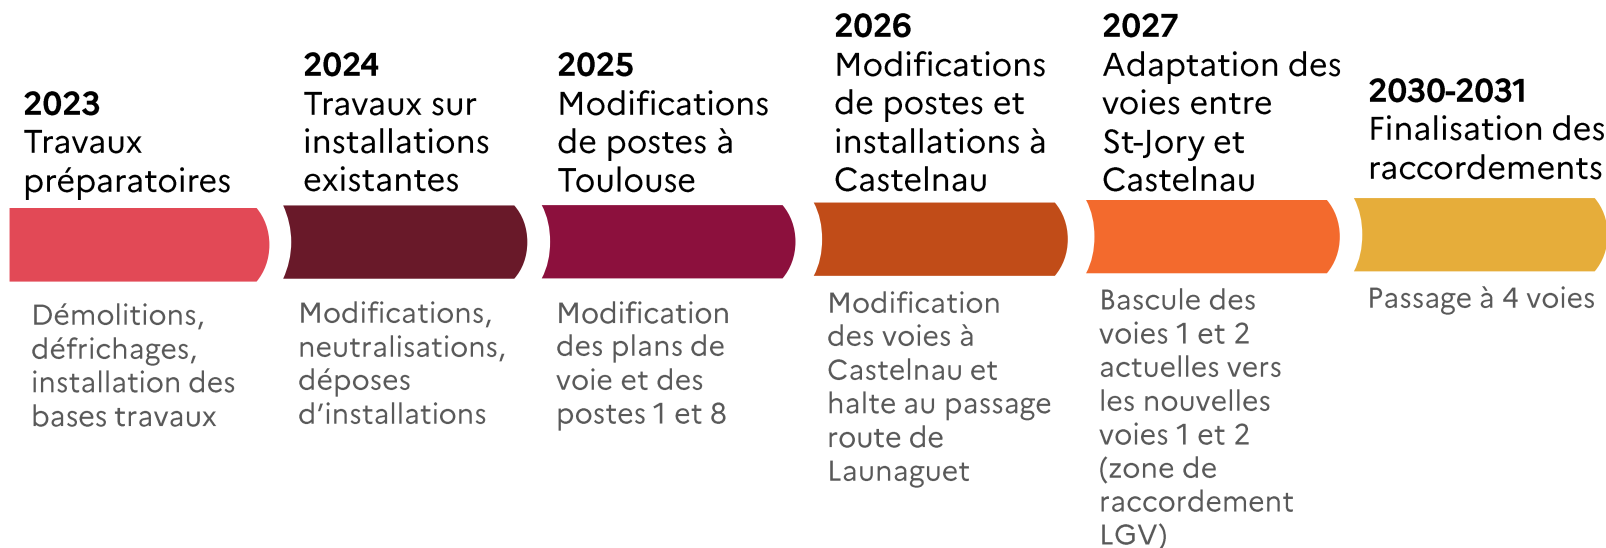 2023
Travaux
préparatoires
Démolitions,
défrichages,
installation des
bases travaux
2024
Travaux sur
installations
existantes
Modifications,
neutralisations,
déposes
d’installations
2025
Modifications
de postes à
Toulouse
Modification
des plans de
voie et des
postes 1 et 8
2026
Modifications
de postes et
installations à
Castelnau
Modification
des voies à
Castelnau et
halte au passage
route de
Launaguet
2027
Adaptation des
voies entre
St-Jory et
Castelnau
Bascule des
voies 1 et 2
actuelles vers
les nouvelles
voies 1 et 2
(zone de
raccordement
LGV)
2030-2031
Finalisation des
raccordements
Passage à 4 voies